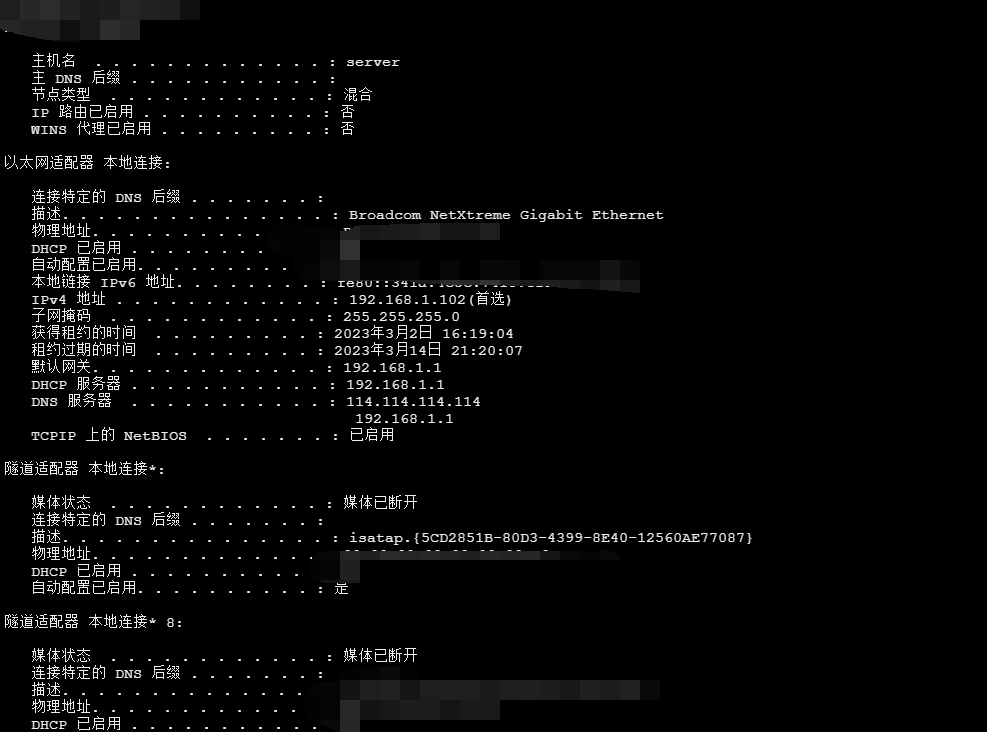 主机名 . . . . . . . . . . . . . : server
主 DNS 后缀 . . . . . . . . . . . :
节点类型 . . . . . . . . . . . . : 混合
IP 路由已启用 . . . . . . . . . . : 否
WINS 代理已启用 . . . . . . . . . : 否
以太网适配器 本地连接:
连接特定的 DNS 后缀 . . . . . . . :
描述. . . . . . . . . . . . . . . : Broadcom NetXtreme Gigabit Ethernet
物理地址. . . . . . . . . .
DHCP 已启用 . . . . . . . .
自动配置已启用. . . . . . . . .
本地链接 IPv6 地址. . . . . . . . :
IPv4 地址 . . . . . . . . . . . . : 192.168.1.102(首选)
子网掩码 . . . . . . . . . . . . : 255.255.255.0
获得租约的时间 . . . . . . . . . : 2023年3月2日 16:19:04
租约过期的时间 . . . . . . . . . : 2023年3月14日 21:20:07
默认网关. . . . . . . . . . . . . : 192.168.1.1
DHCP 服务器 . . . . . . . . . . . : 192.168.1.1
DNS 服务器 . . . . . . . . . . . : 114.114.114.114
192.168.1.1
TCPIP 上的 NetBIOS . . . . . . . : 已启用
隧道适配器 本地连接*:
媒体状态 . . . . . . . . . . . . : 媒体已断开
连接特定的 DNS 后缀 . . . . . . . :
描述. . . . . . . . . . . . . . . : isatap.{5CD2851B-80D3-4399-8E40-12560AE77087}
物理地址. . . . . . . . . . . .
DHCP 已启用 . . . . . . . . . .
自动配置已启用. . . . . . . . . . : 是
隧道适配器 本地连接* 8:
媒体状态 . . . . . . . . . . . . : 媒体已断开
连接特定的 DNS 后缀 . . . . . . . :
描述. . . . . . . . . . . . .
物理地址. . . . . . . . . . . .
DHCP 已启用 . . . . . . . . . . .